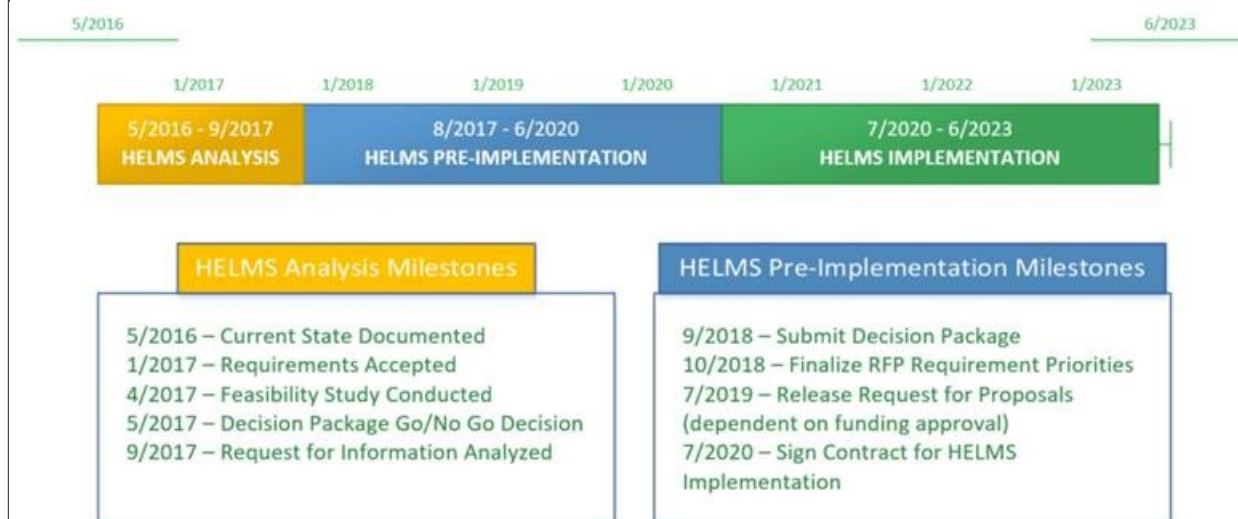 5/2016
6/2023
1/2017
1/2018
1/2019
1/2020
1/2021
1/2022
1/2023
5/2016 - 9/2017
HELMS ANALYSIS
8/2017 - 6/2020
HELMS PRE-IMPLEMENTATION
7/2020 - 6/2023
HELMS IMPLEMENTATION
HELMS Analysis Milestones
5/2016 – Current State Documented
1/2017 – Requirements Accepted
4/2017 – Feasibility Study Conducted
5/2017 – Decision Package Go/No Go Decision
9/2017 – Request for Information Analyzed
HELMS Pre-Implementation Milestones
9/2018 – Submit Decision Package
10/2018 – Finalize RFP Requirement Priorities
7/2019 – Release Request for Proposals
(dependent on funding approval)
7/2020 – Sign Contract for HELMS
Implementation